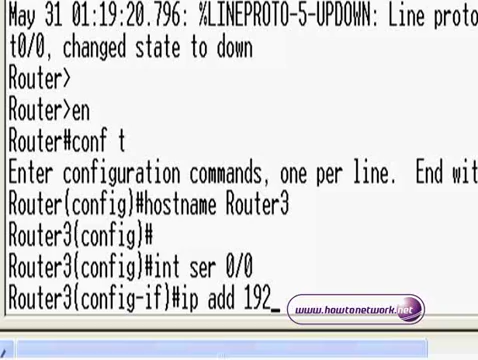 May 31 01:19:20.796: %LINEPROTO-5-UPDOWN: Line proto
t0/0, changed state to down
Router>
Router>en
Router#conf t
Enter configuration commands, one per line.  End wit
Router(config)#hostname Router3
Router3(config)#
Router3(config)#int ser 0/0
Router3(config-if)#ip add 192_
www.howtonetwork.net